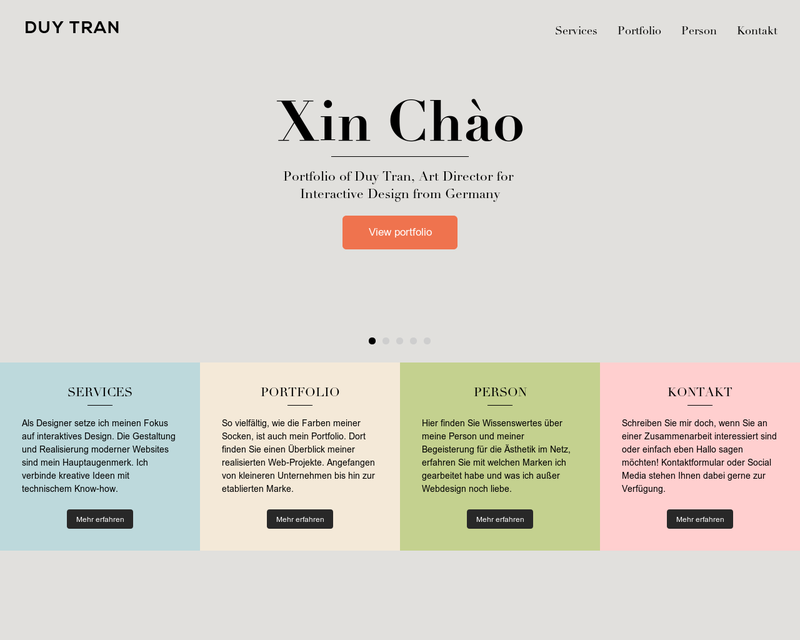 DUY TRAN
Services Portfolio Person Kontakt
Xin Chào
Portfolio of Duy Tran, Art Director for
Interactive Design from Germany
View portfolio
SERVICES
Als Designer setze ich meinen Fokus
auf interaktives Design. Die Gestaltung
und Realisierung moderner Websites
sind mein Hauptaugenmerk. Ich
verbinde kreative Ideen mit
technischem Know-how.
Mehr erfahren
PORTFOLIO
So vielfältig, wie die Farben meiner
Socken, ist auch mein Portfolio. Dort
finden Sie einen Überblick meiner
realisierten Web-Projekte. Angefangen
von kleineren Unternehmen bis hin zur
etablierten Marke.
Mehr erfahren
PERSON
Hier finden Sie Wissenswertes über
meine Person und meiner
Begeisterung für die Ästhetik im Netz,
erfahren Sie mit welchen Marken ich
gearbeitet habe und was ich außer
Webdesign noch liebe.
Mehr erfahren
KONTAKT
Schreiben Sie mir doch, wenn Sie an
einer Zusammenarbeit interessiert sind
oder einfach eben Hallo sagen
möchten! Kontaktformular oder Social
Media stehen Ihnen dabei gerne zur
Verfügung.
Mehr erfahren